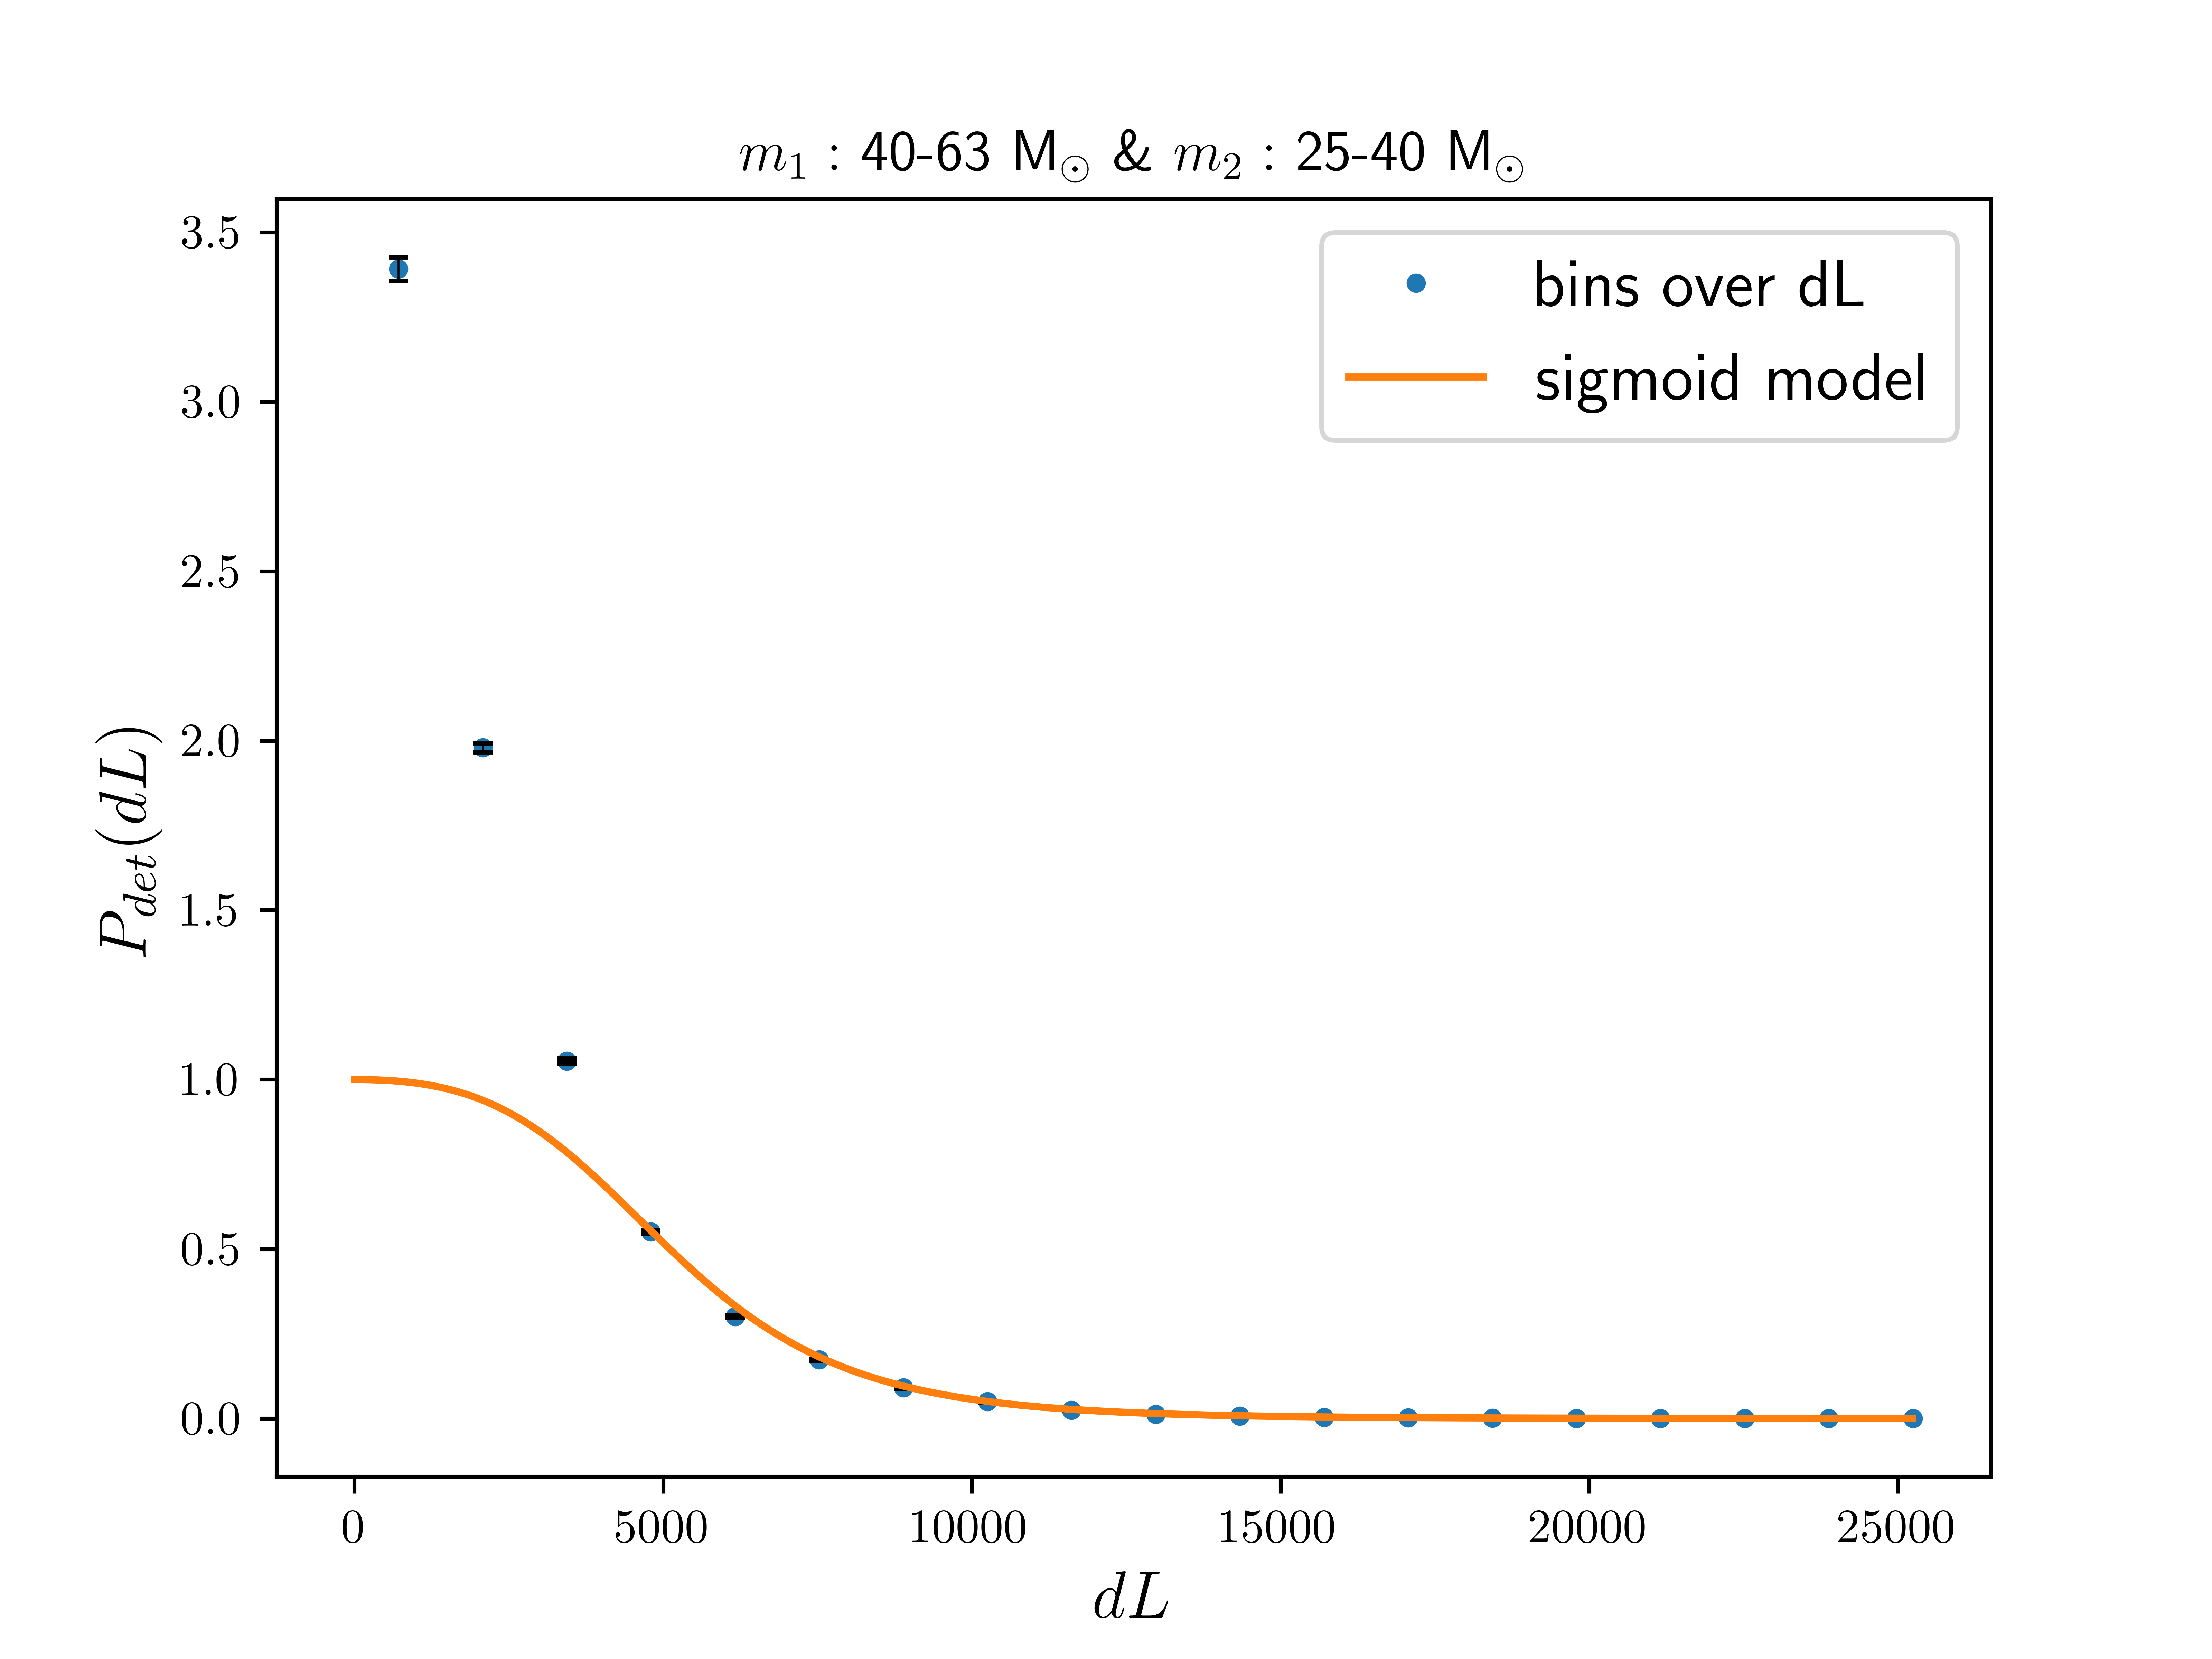 m₁ : 40-63 M⊙ & m₂ : 25-40 M⊙
bins over dL
sigmoid model
3.5
3.0
2.5
2.0
1.5
1.0
0.5
0.0
P_det(dL)
0 5000 10000 15000 20000 25000
dL